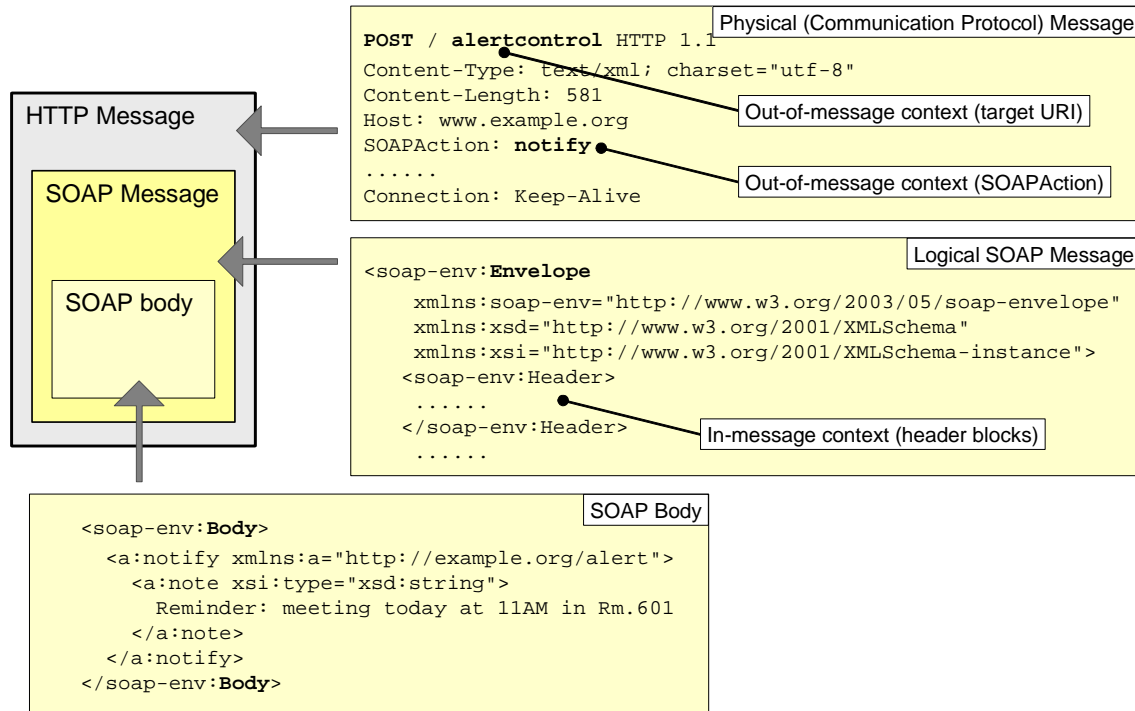 HTTP Message
SOAP Message
SOAP body
Physical (Communication Protocol) Message
POST / alertcontrol HTTP 1.1
Content-Type: text/xml; charset="utf-8"
Content-Length: 581
Host: www.example.org
SOAPAction: notify
......
Connection: Keep-Alive
Out-of-message context (target URI)
Out-of-message context (SOAPAction)
Logical SOAP Message
<soap-env:Envelope
xmlns:soap-env="http://www.w3.org/2003/05/soap-envelope"
xmlns:xsd="http://www.w3.org/2001/XMLSchema"
xmlns:xsi="http://www.w3.org/2001/XMLSchema-instance">
<soap-env:Header>
......
</soap-env:Header>
......
In-message context (header blocks)
SOAP Body
<soap-env:Body>
<a:notify xmlns:a="http://example.org/alert">
<a:note xsi:type="xsd:string">
Reminder: meeting today at 11AM in Rm.601
</a:note>
</a:notify>
</soap-env:Body>